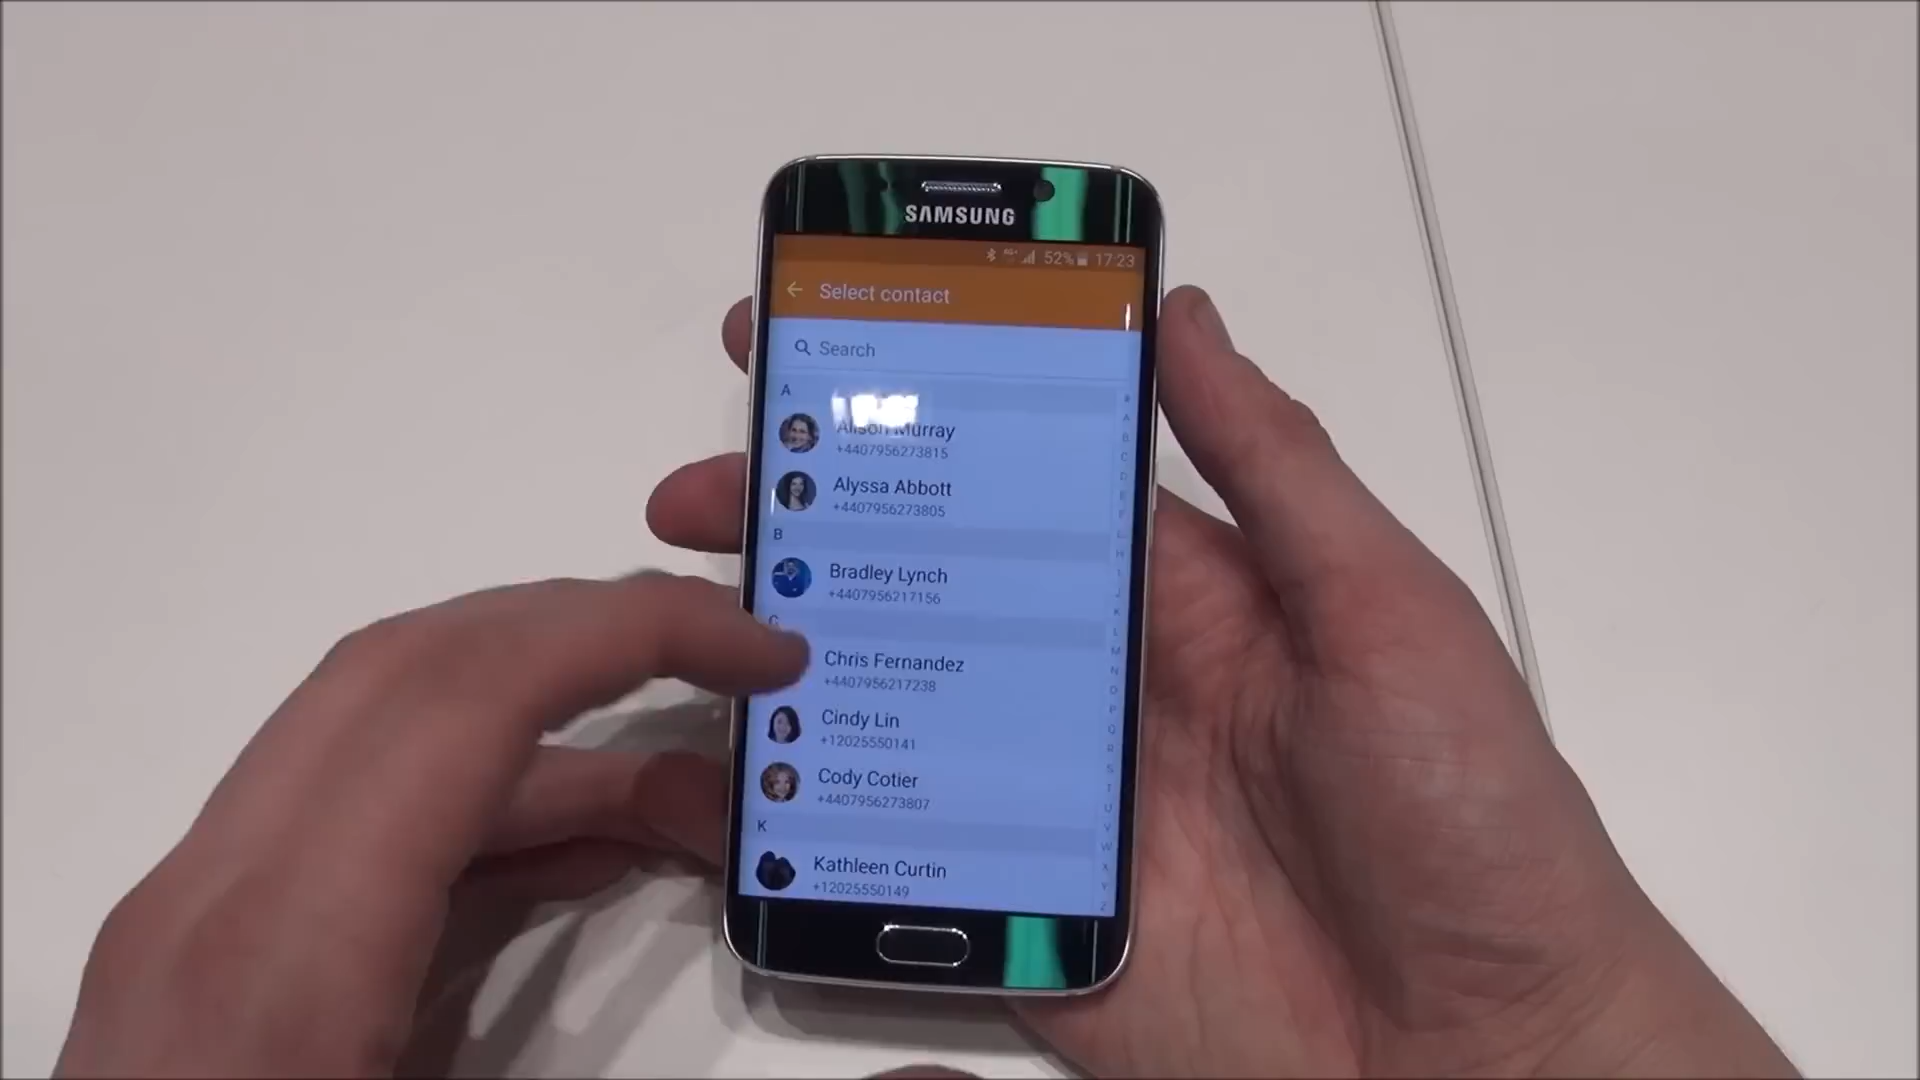 SAMSUNG
52% 17:23
Select contact
Search
A
Alison Murray
+4407956273815
Alyssa Abbott
+4407956273805
B
Bradley Lynch
+4407956217156
C
Chris Fernandez
+4407956217238
Cindy Lin
+12025550141
Cody Cotier
+4407956273807
K
Kathleen Curtin
+12025550149